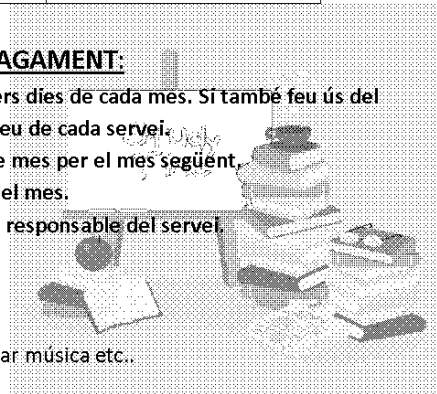 AGAMENT:
ers dies de cada mes. Si també feu ús del
eu de cada servei.
e mes per el mes següent,
el mes.
responsable del servei.
ar música etc..